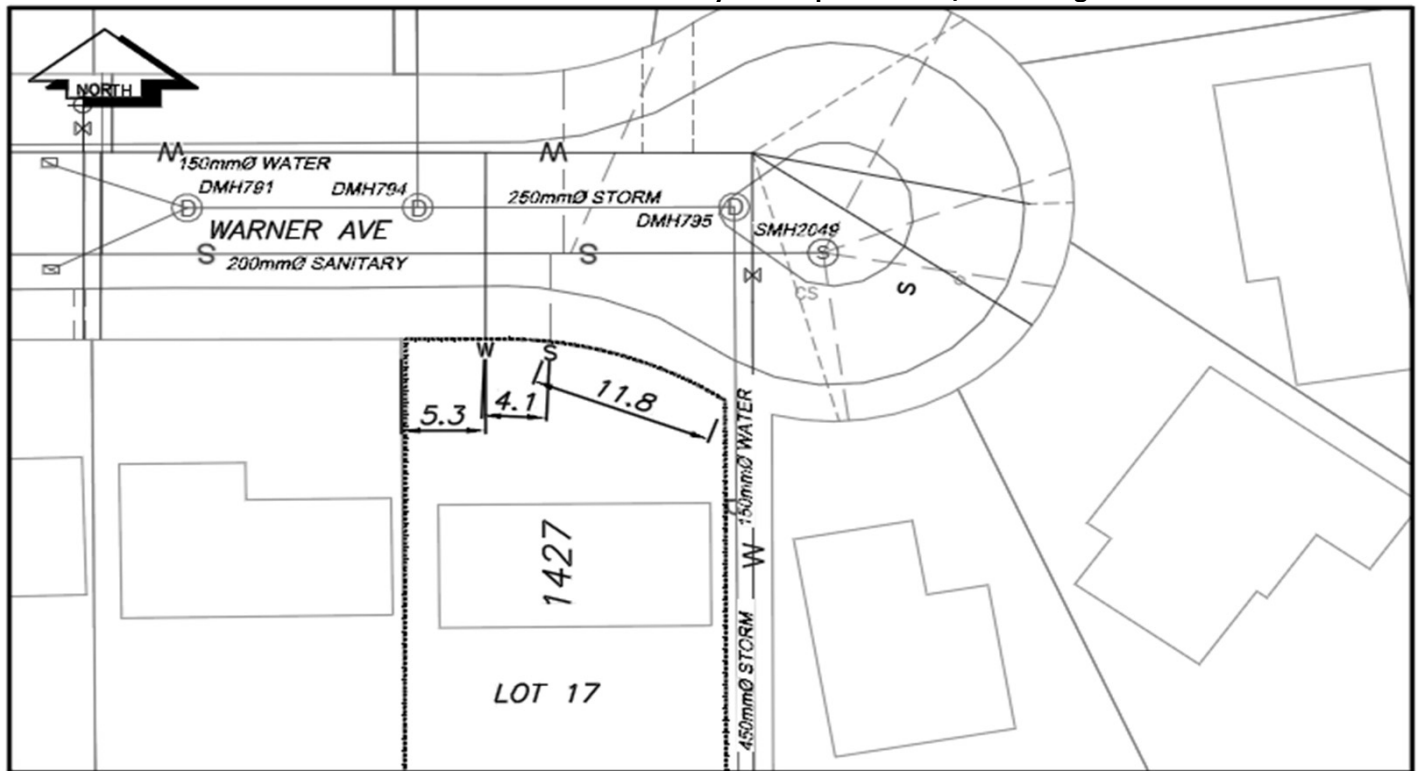 NORTH
M
M
150mmØ WATER
DMH791
DMH794
250mmØ STORM
D
D
D
DMH795
SMH2049
WARNER AVE
S
200mmØ SANITARY
S
S
CS
S
W
S
5.3
4.1
11.8
150mmØ WATER
W
1427
LOT 17
450mmØ STORM